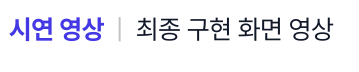 시연 영상 | 최종 구현 화면 영상